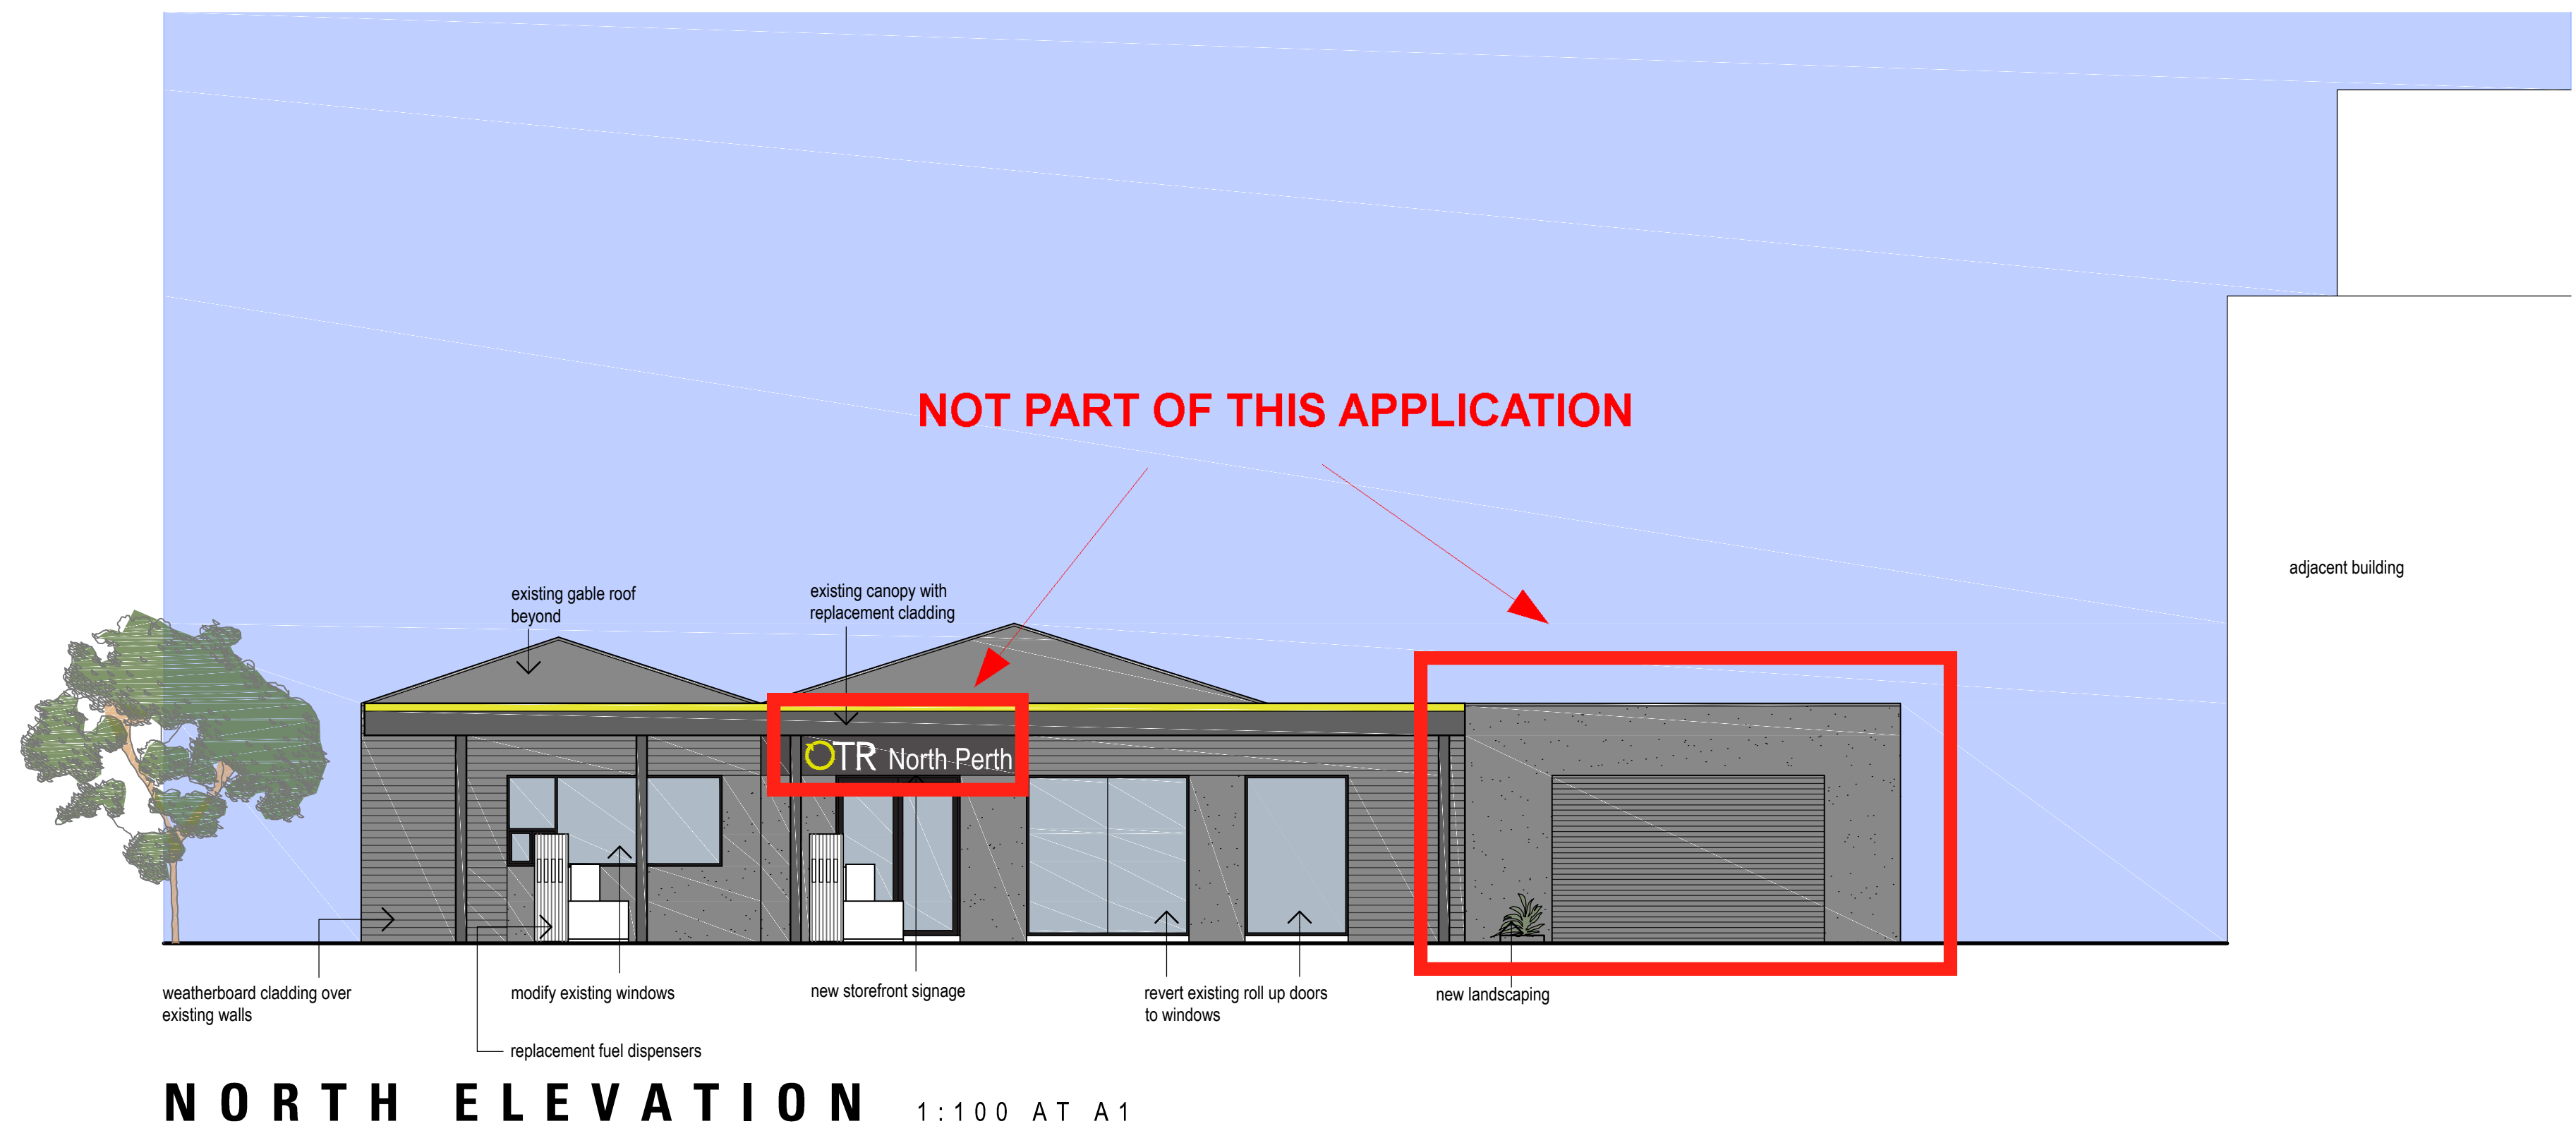 NOT PART OF THIS APPLICATION
adjacent building
existing gable roof
beyond
existing canopy with
replacement cladding
OTR North Perth
weatherboard cladding over
existing walls
modify existing windows
new storefront signage
revert existing roll up doors
to windows
new landscaping
replacement fuel dispensers
NORTH ELEVATION 1:100 AT A1